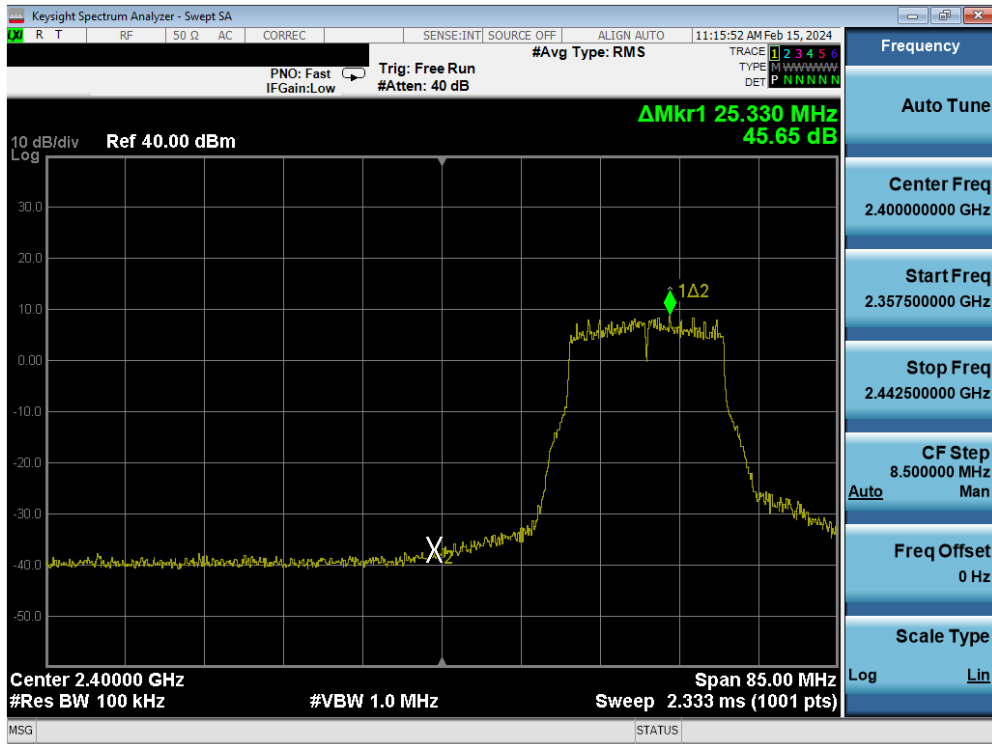 Keysight Spectrum Analyzer - Swept SA
LXI R T RF 50 Ω AC CORREC SENSE:INT SOURCE OFF ALIGN AUTO 11:15:52 AM Feb 15, 2024
#Avg Type: RMS
TRACE 1 2 3 4 5 6
TYPE M W W W W W
DET P N N N N N
PNO: Fast Trig: Free Run
IFGain:Low #Atten: 40 dB
ΔMkr1 25.330 MHz
45.65 dB
10 dB/div Ref 40.00 dBm
Log
30.0
20.0
10.0
0.00
-10.0
-20.0
-30.0
-40.0
-50.0
1Δ2
X2
Center 2.40000 GHz Span 85.00 MHz
#Res BW 100 kHz #VBW 1.0 MHz Sweep 2.333 ms (1001 pts)
MSG STATUS
Frequency
Auto Tune
Center Freq
2.400000000 GHz
Start Freq
2.357500000 GHz
Stop Freq
2.442500000 GHz
CF Step
8.500000 MHz
Auto Man
Freq Offset
0 Hz
Scale Type
Log Lin